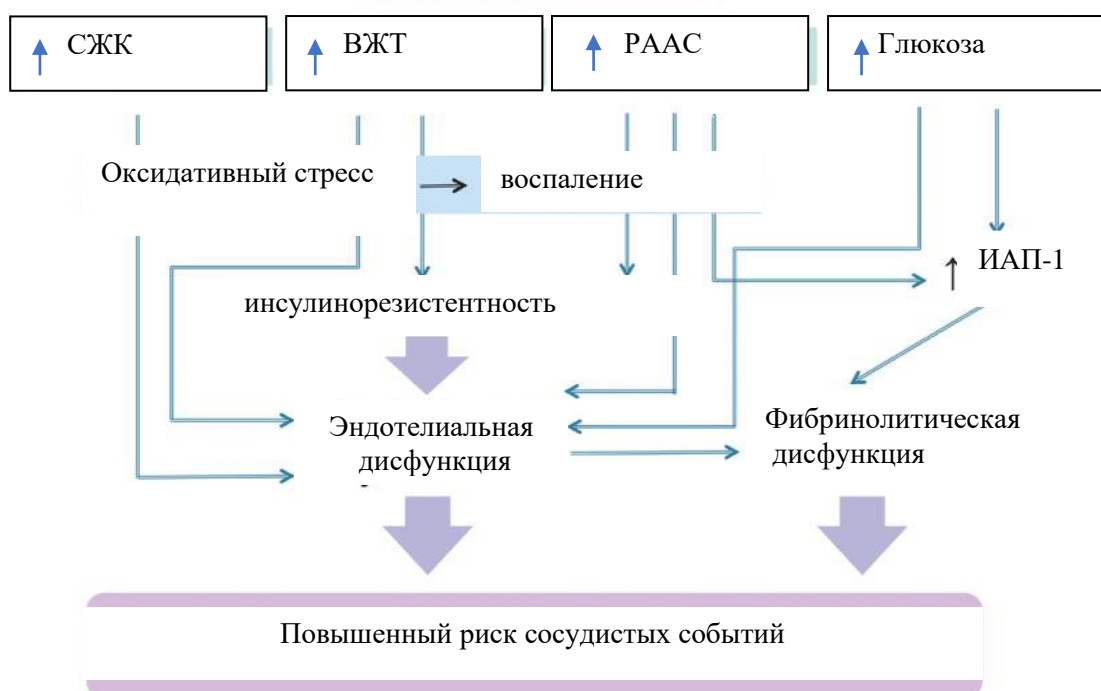 СЖК
ВЖТ
РААС
Глюкоза
Оксидативный стресс
воспаление
ИАП-1
инсулинорезистентность
Эндотелиальная
дисфункция
Фибринолитическая
дисфункция
Повышенный риск сосудистых событий